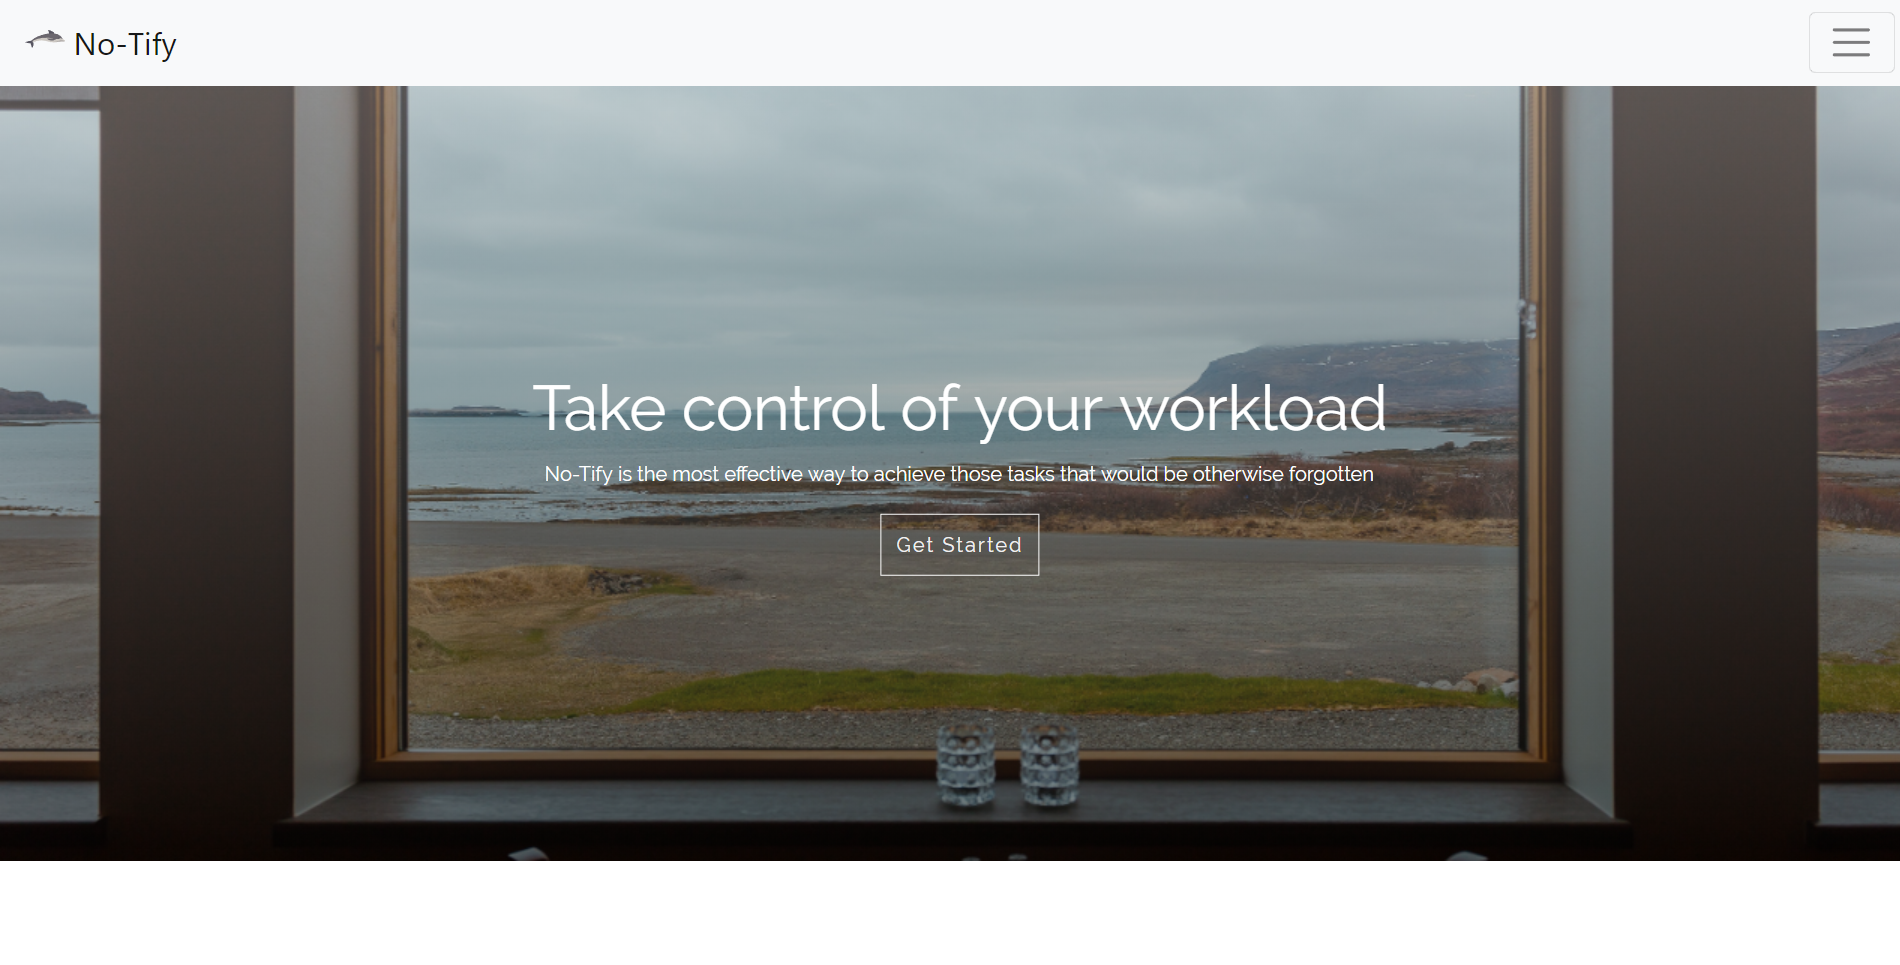 No-Tify
Take control of your workload
No-Tify is the most effective way to achieve those tasks that would be otherwise forgotten
Get Started